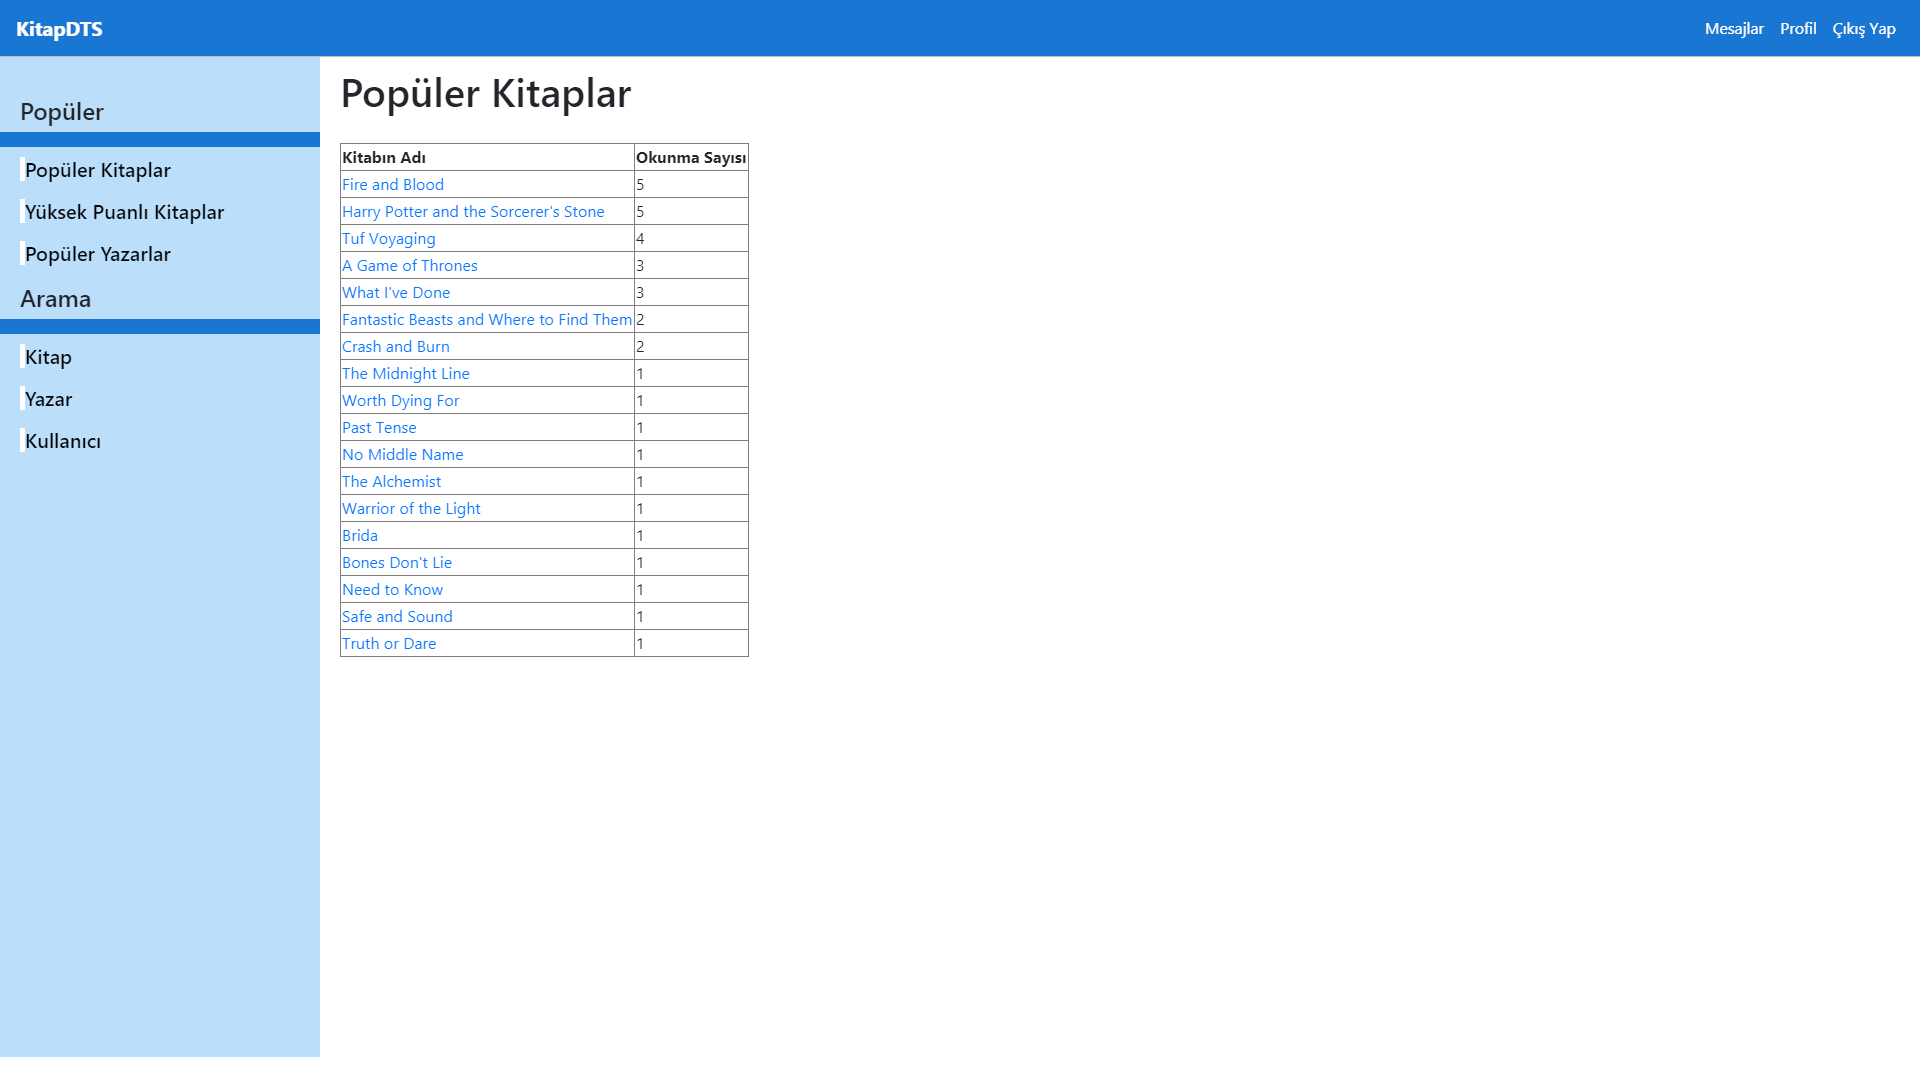 KitapDTS
Mesajlar Profil Çıkış Yap
Popüler
Popüler Kitaplar
Yüksek Puanlı Kitaplar
Popüler Yazarlar
Arama
Kitap
Yazar
Kullanıcı
Popüler Kitaplar
Kitabın Adı Okunma Sayısı
Fire and Blood 5
Harry Potter and the Sorcerer's Stone 5
Tuf Voyaging 4
A Game of Thrones 3
What I've Done 3
Fantastic Beasts and Where to Find Them 2
Crash and Burn 2
The Midnight Line 1
Worth Dying For 1
Past Tense 1
No Middle Name 1
The Alchemist 1
Warrior of the Light 1
Brida 1
Bones Don't Lie 1
Need to Know 1
Safe and Sound 1
Truth or Dare 1